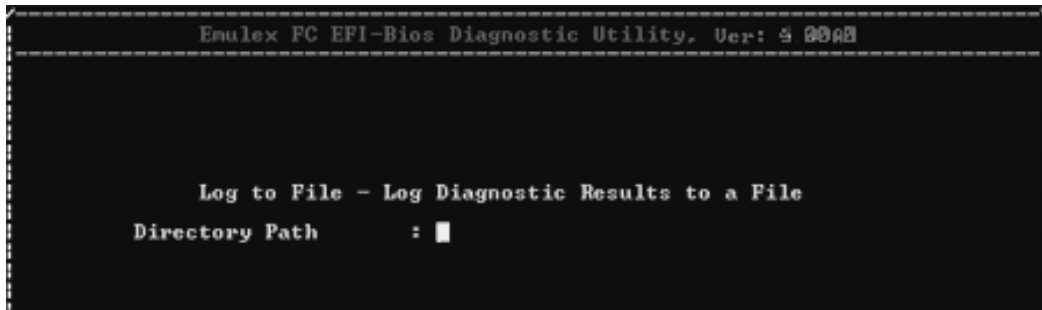 Emulex FC EFI-Bios Diagnostic Utility, Ver:
Log to File - Log Diagnostic Results to a File
Directory Path :